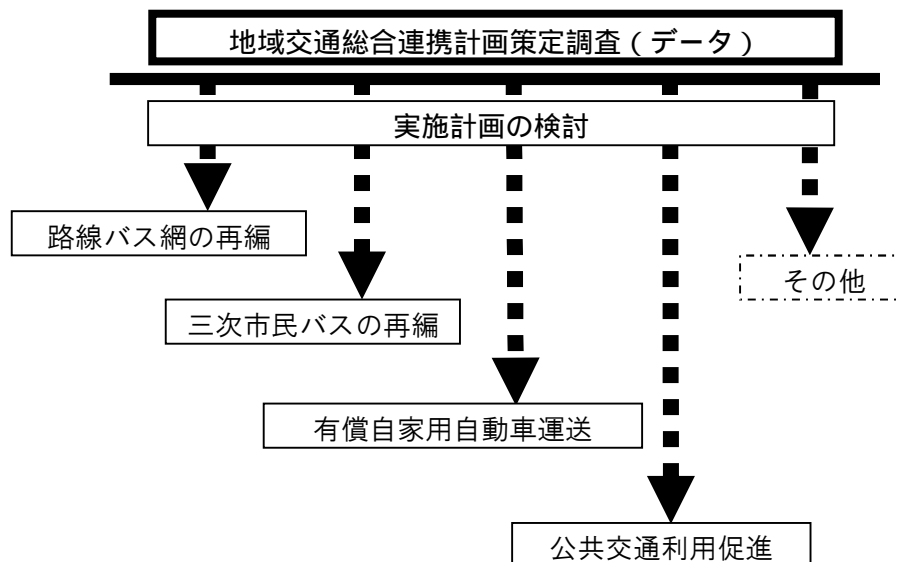 地域交通総合連携計画策定調査（データ）
実施計画の検討
路線バス網の再編
その他
三次市民バスの再編
有償自家用自動車運送
公共交通利用促進